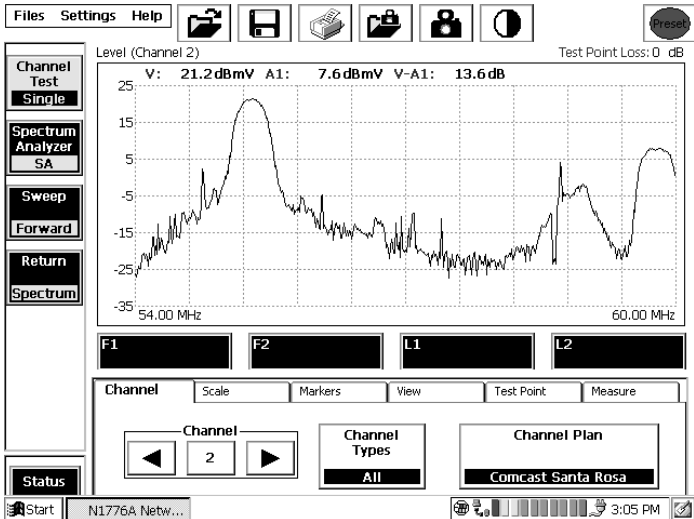 Files Settings Help
Preset
Level (Channel 2)
Test Point Loss: 0 dB
Channel
Test
Single
Spectrum
Analyzer
SA
Sweep
Forward
Return
Spectrum
Status
V: 21.2 dBmV A1: 7.6 dBmV V-A1: 13.6 dB
25
15
5
-5
-15
-25
-35
54.00 MHz
60.00 MHz
F1
F2
L1
L2
Channel
Scale
Markers
View
Test Point
Measure
Channel
2
Channel
Types
All
Channel Plan
Comcast Santa Rosa
Start
N1776A Netw...
3:05 PM